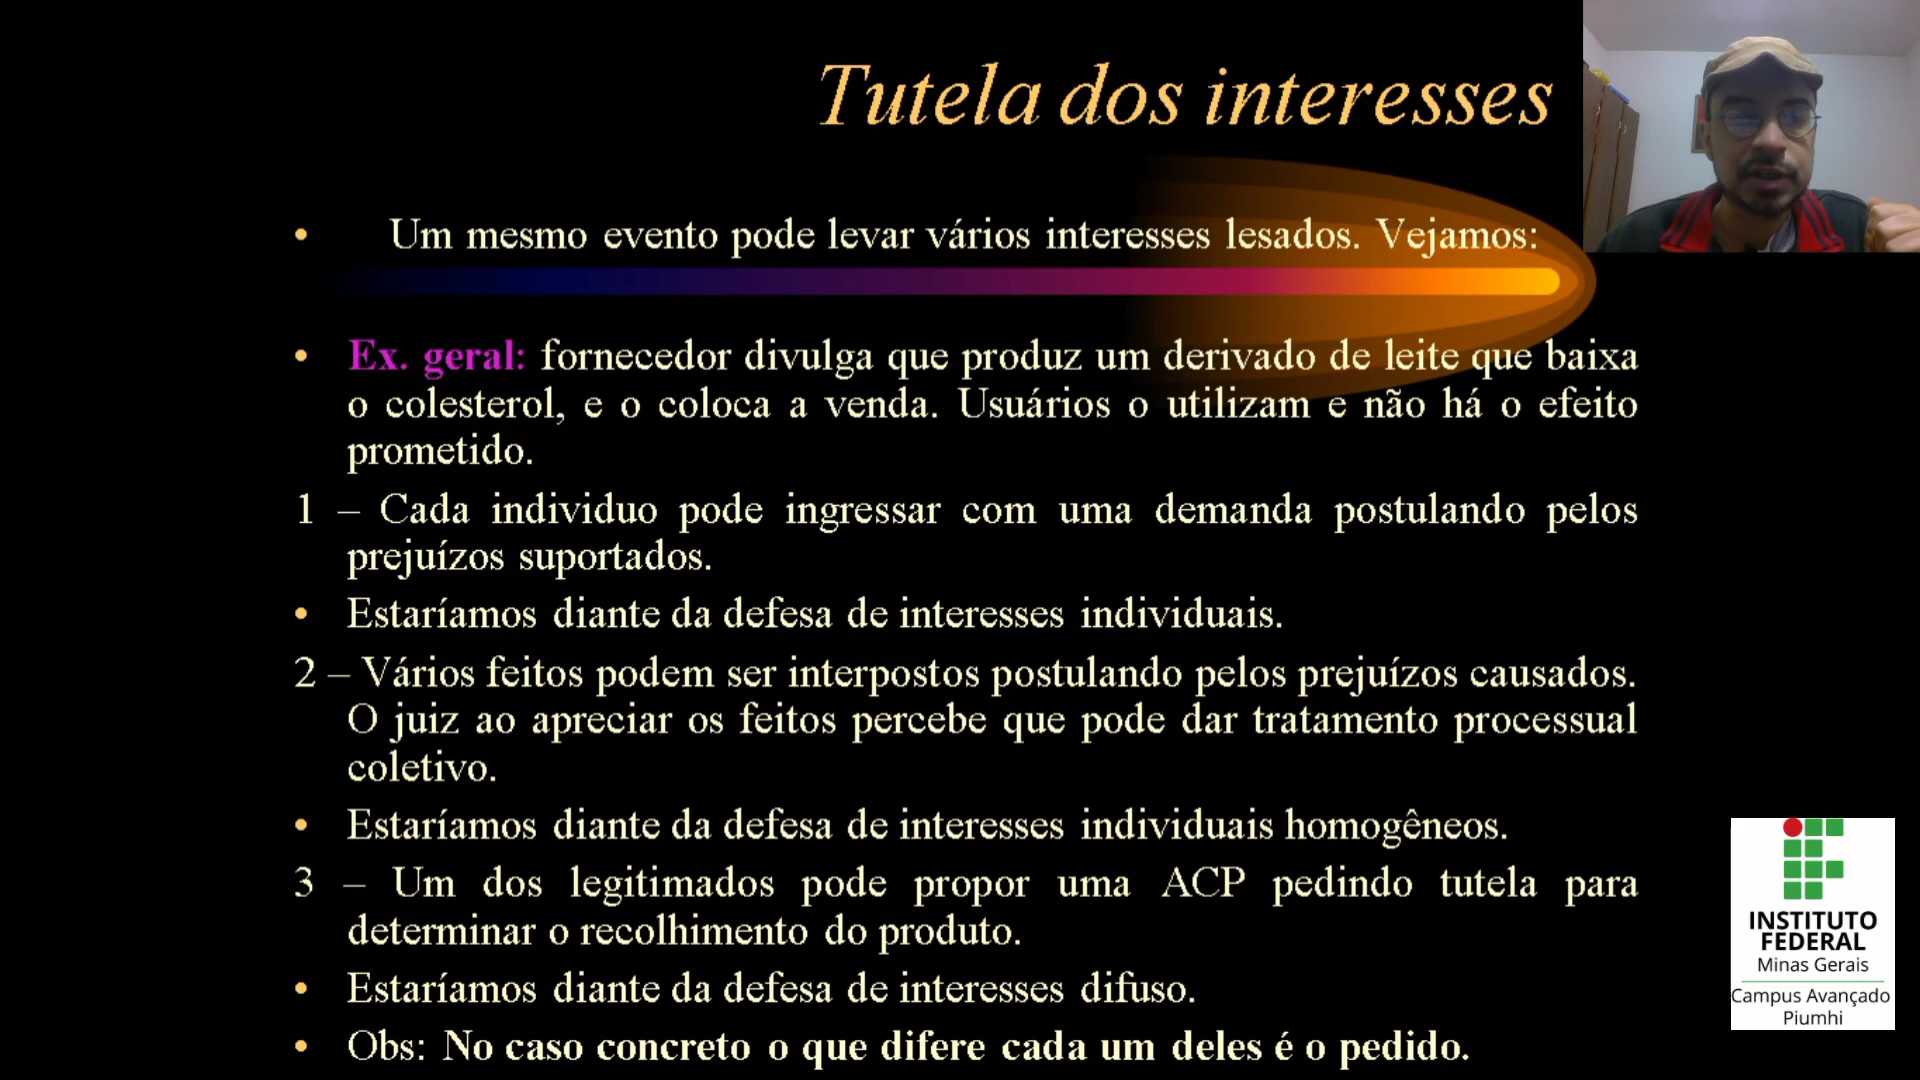 Tutela dos interesses
• Um mesmo evento pode levar vários interesses lesados. Vejamos:
• Ex. geral: fornecedor divulga que produz um derivado de leite que baixa
o colesterol, e o coloca a venda. Usuários o utilizam e não há o efeito
prometido.
1 – Cada individuo pode ingressar com uma demanda postulando pelos
prejuízos suportados.
• Estaríamos diante da defesa de interesses individuais.
2 – Vários feitos podem ser interpostos postulando pelos prejuízos causados.
O juiz ao apreciar os feitos percebe que pode dar tratamento processual
coletivo.
• Estaríamos diante da defesa de interesses individuais homogêneos.
3 – Um dos legitimados pode propor uma ACP pedindo tutela para
determinar o recolhimento do produto.
• Estaríamos diante da defesa de interesses difuso.
• Obs: No caso concreto o que difere cada um deles é o pedido.
INSTITUTO
FEDERAL
Minas Gerais
Campus Avançado
Piumhi